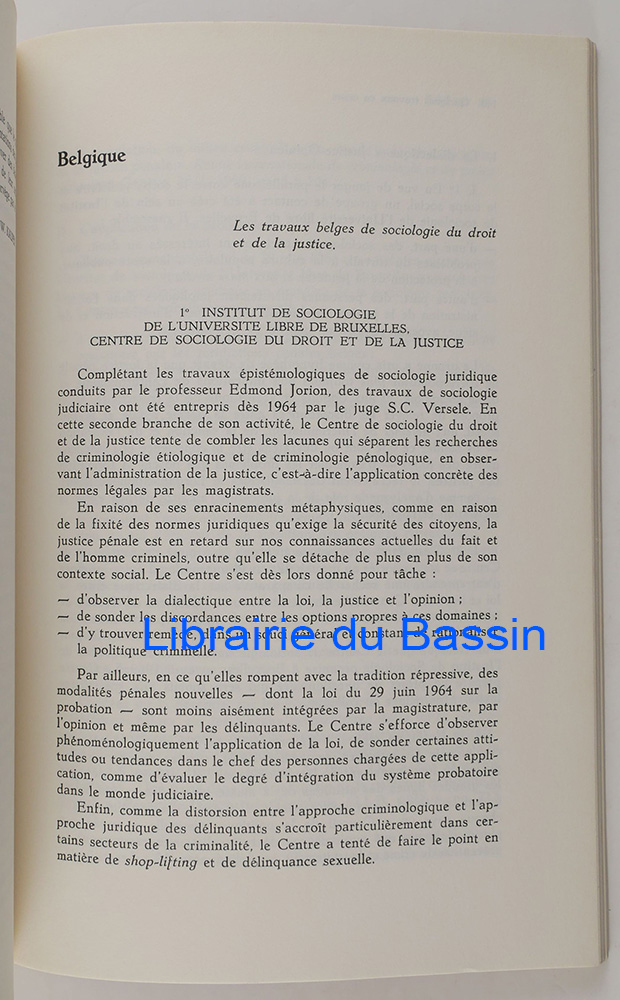 Belgique
Les travaux belges de sociologie du droit
et de la justice.
1° INSTITUT DE SOCIOLOGIE
DE L'UNIVERSITE LIBRE DE BRUXELLES,
CENTRE DE SOCIOLOGIE DU DROIT ET DE LA JUSTICE
Complétant les travaux épistémologiques de sociologie juridique
conduits par le professeur Edmond Jorion, des travaux de sociologie
judiciaire ont été entrepris dès 1964 par le juge S.C. Versele. En
cette seconde branche de son activité, le Centre de sociologie du droit
et de la justice tente de combler les lacunes qui séparent les recherches
de criminologie étiologique et de criminologie pénologique, en obser-
vant l'administration de la justice, c'est-à-dire l'application concrète des
normes légales par les magistrats.
En raison de ses enracinements métaphysiques, comme en raison
de la fixité des normes juridiques qu'exige la sécurité des citoyens, la
justice pénale est en retard sur nos connaissances actuelles du fait et
de l'homme criminels, outre qu'elle se détache de plus en plus de son
contexte social. Le Centre s'est dès lors donné pour tâche :
— d'observer la dialectique entre la loi, la justice et l'opinion ;
— de sonder les discordances entre les options propres à ces domaines ;
— d'y trouver remède, dans un souci général et constant de rationaliser
la politique criminelle.
Librairie du Bassin
Par ailleurs, en ce qu'elles rompent avec la tradition répressive, des
modalités pénales nouvelles — dont la loi du 29 juin 1964 sur la
probation — sont moins aisément intégrées par la magistrature, par
l'opinion et même par les délinquants. Le Centre s'efforce d'observer
phénoménologiquement l'application de la loi, de sonder certaines atti-
tudes ou tendances dans le chef des personnes chargées de cette appli-
cation, comme d'évaluer le degré d'intégration du système probatoire
dans le monde judiciaire.
Enfin, comme la distorsion entre l'approche criminologique et l'ap-
proche juridique des délinquants s'accroît particulièrement dans cer-
tains secteurs de la criminalité, le Centre a tenté de faire le point en
matière de shop-lifting et de délinquance sexuelle.